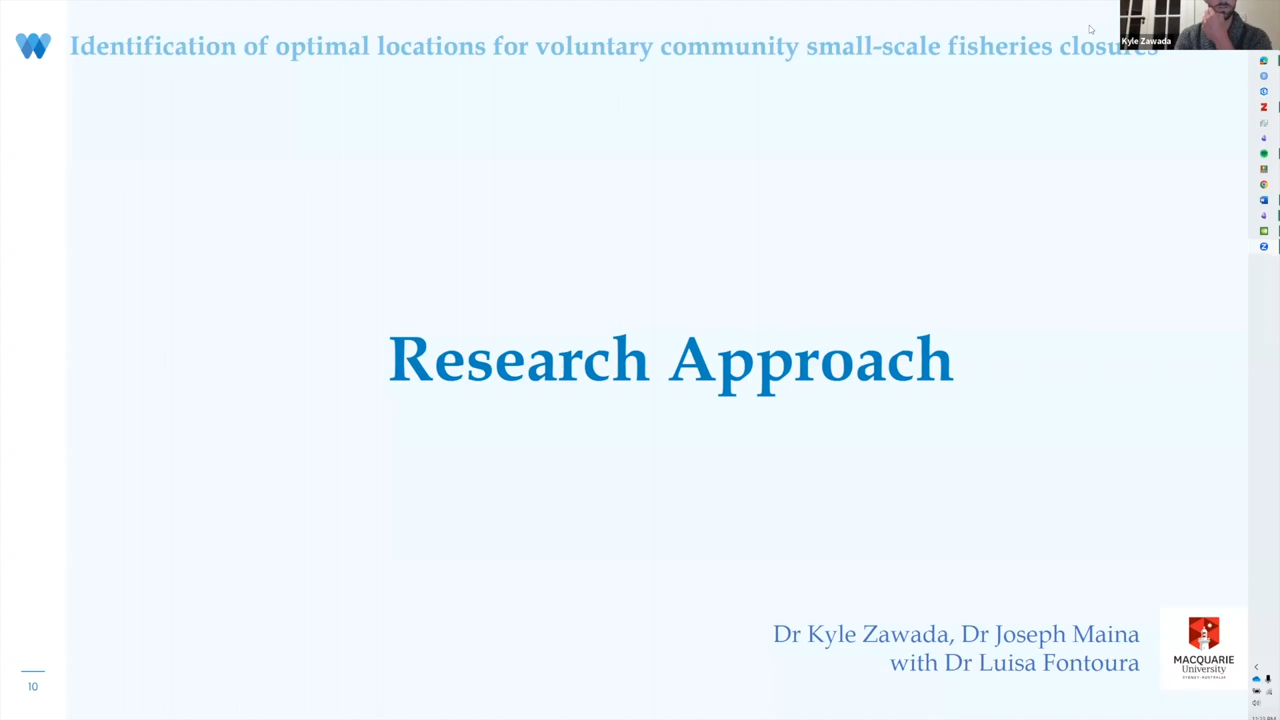 Identification of optimal locations for voluntary community small-scale fisheries closures
Kyle Zawada
Research Approach
Dr Kyle Zawada, Dr Joseph Maina
with Dr Luisa Fontoura
MACQUARIE
University
SYDNEY·AUSTRALIA
10